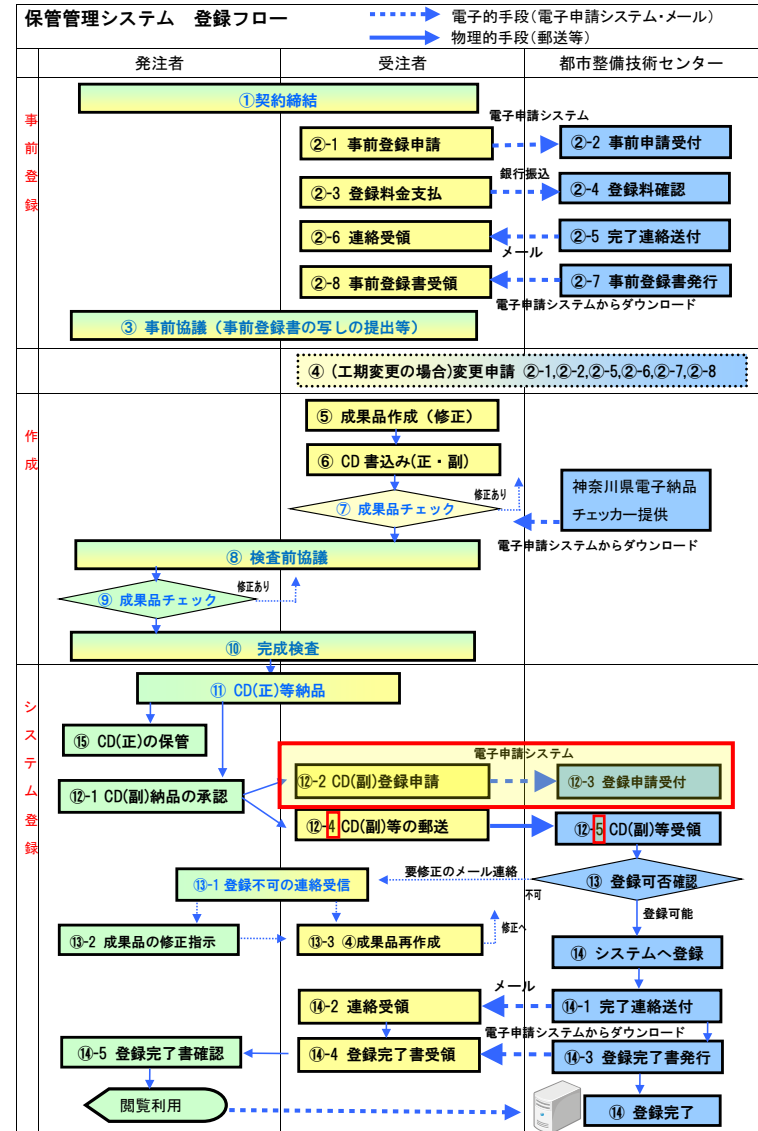 保管管理システム　登録フロー
電子的手段(電子申請システム・メール)
物理的手段(郵送等)
発注者
受注者
都市整備技術センター
事前登録
①契約締結
電子申請システム
②-1 事前登録申請
②-2 事前申請受付
銀行振込
②-3 登録料金支払
②-4 登録料確認
②-6 連絡受領
②-5 完了連絡送付
メール
②-8 事前登録書受領
②-7 事前登録書発行
電子申請システムからダウンロード
③ 事前協議（事前登録書の写しの提出等）
④ (工期変更の場合)変更申請 ②-1,②-2,②-5,②-6,②-7,②-8
作成
⑤ 成果品作成（修正）
⑥ CD 書込み(正・副)
修正あり
⑦ 成果品チェック
神奈川県電子納品
チェッカー提供
電子申請システムからダウンロード
⑧ 検査前協議
修正あり
⑨ 成果品チェック
⑩ 完成検査
システム登録
⑪ CD(正)等納品
⑮ CD(正)の保管
電子申請システム
⑫-2 CD(副)登録申請
⑫-3 登録申請受付
⑫-1 CD(副)納品の承認
⑫-4 CD(副)等の郵送
⑫-5 CD(副)等受領
要修正のメール連絡
⑬-1 登録不可の連絡受信
⑬ 登録可否確認
不可
登録可能
⑬-2 成果品の修正指示
⑬-3 ④成果品再作成
修正へ
⑭ システムへ登録
メール
⑭-2 連絡受領
⑭-1 完了連絡送付
電子申請システムからダウンロード
⑭-5 登録完了書確認
⑭-4 登録完了書受領
⑭-3 登録完了書発行
閲覧利用
⑭ 登録完了